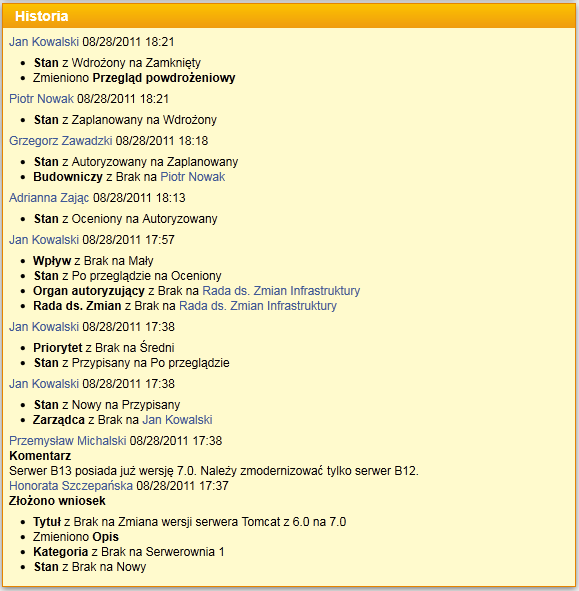 Historia
Jan Kowalski 08/28/2011 18:21
Stan z Wdrożony na Zamknięty
Zmieniono Przegląd powdrożeniowy
Piotr Nowak 08/28/2011 18:21
Stan z Zaplanowany na Wdrożony
Grzegorz Zawadzki 08/28/2011 18:18
Stan z Autoryzowany na Zaplanowany
Budowniczy z Brak na Piotr Nowak
Adrianna Zając 08/28/2011 18:13
Stan z Oceniony na Autoryzowany
Jan Kowalski 08/28/2011 17:57
Wpływ z Brak na Mały
Stan z Po przeglądzie na Oceniony
Organ autoryzujący z Brak na Rada ds. Zmian Infrastruktury
Rada ds. Zmian z Brak na Rada ds. Zmian Infrastruktury
Jan Kowalski 08/28/2011 17:38
Priorytet z Brak na Średni
Stan z Przypisany na Po przeglądzie
Jan Kowalski 08/28/2011 17:38
Stan z Nowy na Przypisany
Zarządca z Brak na Jan Kowalski
Przemysław Michalski 08/28/2011 17:38
Komentarz
Serwer B13 posiada już wersję 7.0. Należy zmodernizować tylko serwer B12.
Honorata Szczepańska 08/28/2011 17:37
Złożono wniosek
Tytuł z Brak na Zmiana wersji serwera Tomcat z 6.0 na 7.0
Zmieniono Opis
Kategoria z Brak na Serwerownia 1
Stan z Brak na Nowy